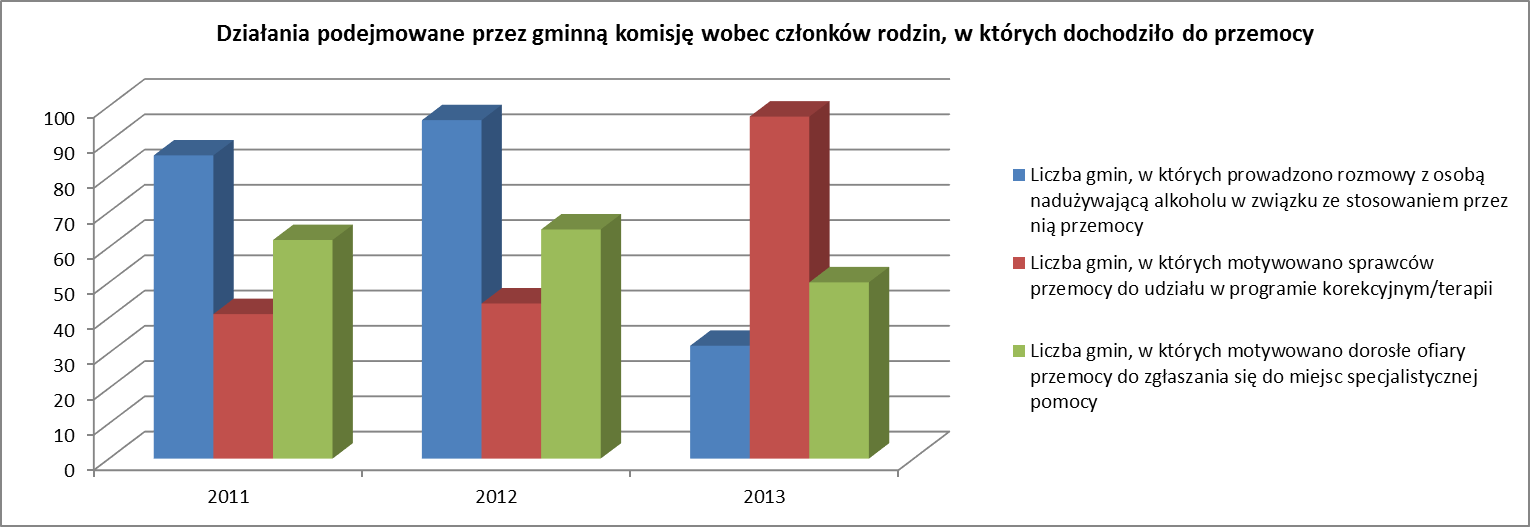 Działania podejmowane przez gminną komisję wobec członków rodzin, w których dochodziło do przemocy
100
90
80
70
60
50
40
30
20
10
0
2011
2012
2013
Liczba gmin, w których prowadzono rozmowy z osobą
nadużywającą alkoholu w związku ze stosowaniem przez
nią przemocy
Liczba gmin, w których motywowano sprawców
przemocy do udziału w programie korekcyjnym/terapii
Liczba gmin, w których motywowano dorosłe ofiary
przemocy do zgłaszania się do miejsc specjalistycznej
pomocy